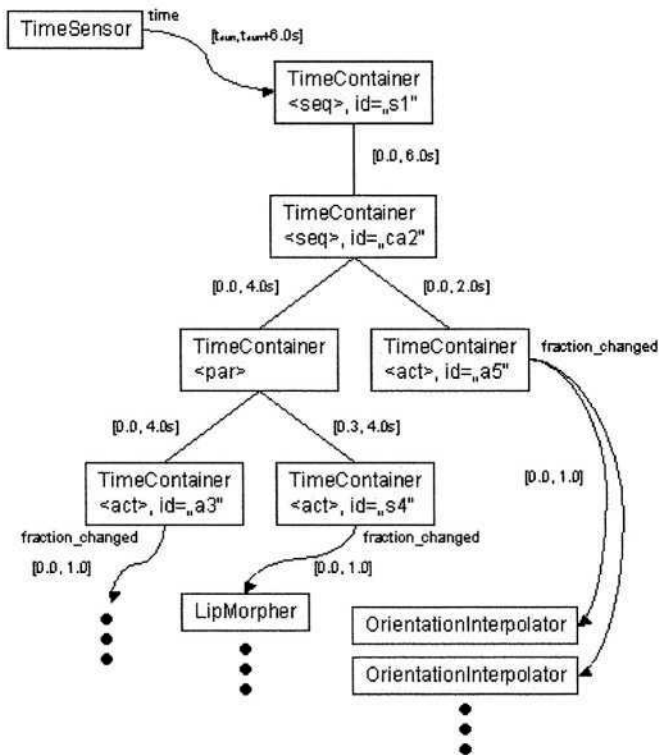 TimeSensor
time
TimeContainer
<seq>, id=„s1"
[0.0, 6.0s]
TimeContainer
<seq>, id=„ca2"
[0.0, 4.0s]
[0.0, 2.0s]
TimeContainer
<par>
TimeContainer
<act>, id=„a5"
fraction_changed
[0.0, 4.0s]
[0.3, 4.0s]
[0.0, 1.0]
TimeContainer
<act>, id=„a3"
TimeContainer
<act>, id=„s4"
fraction_changed
[0.0, 1.0]
fraction_changed
[0.0, 1.0]
LipMorpher
OrientationInterpolator
OrientationInterpolator